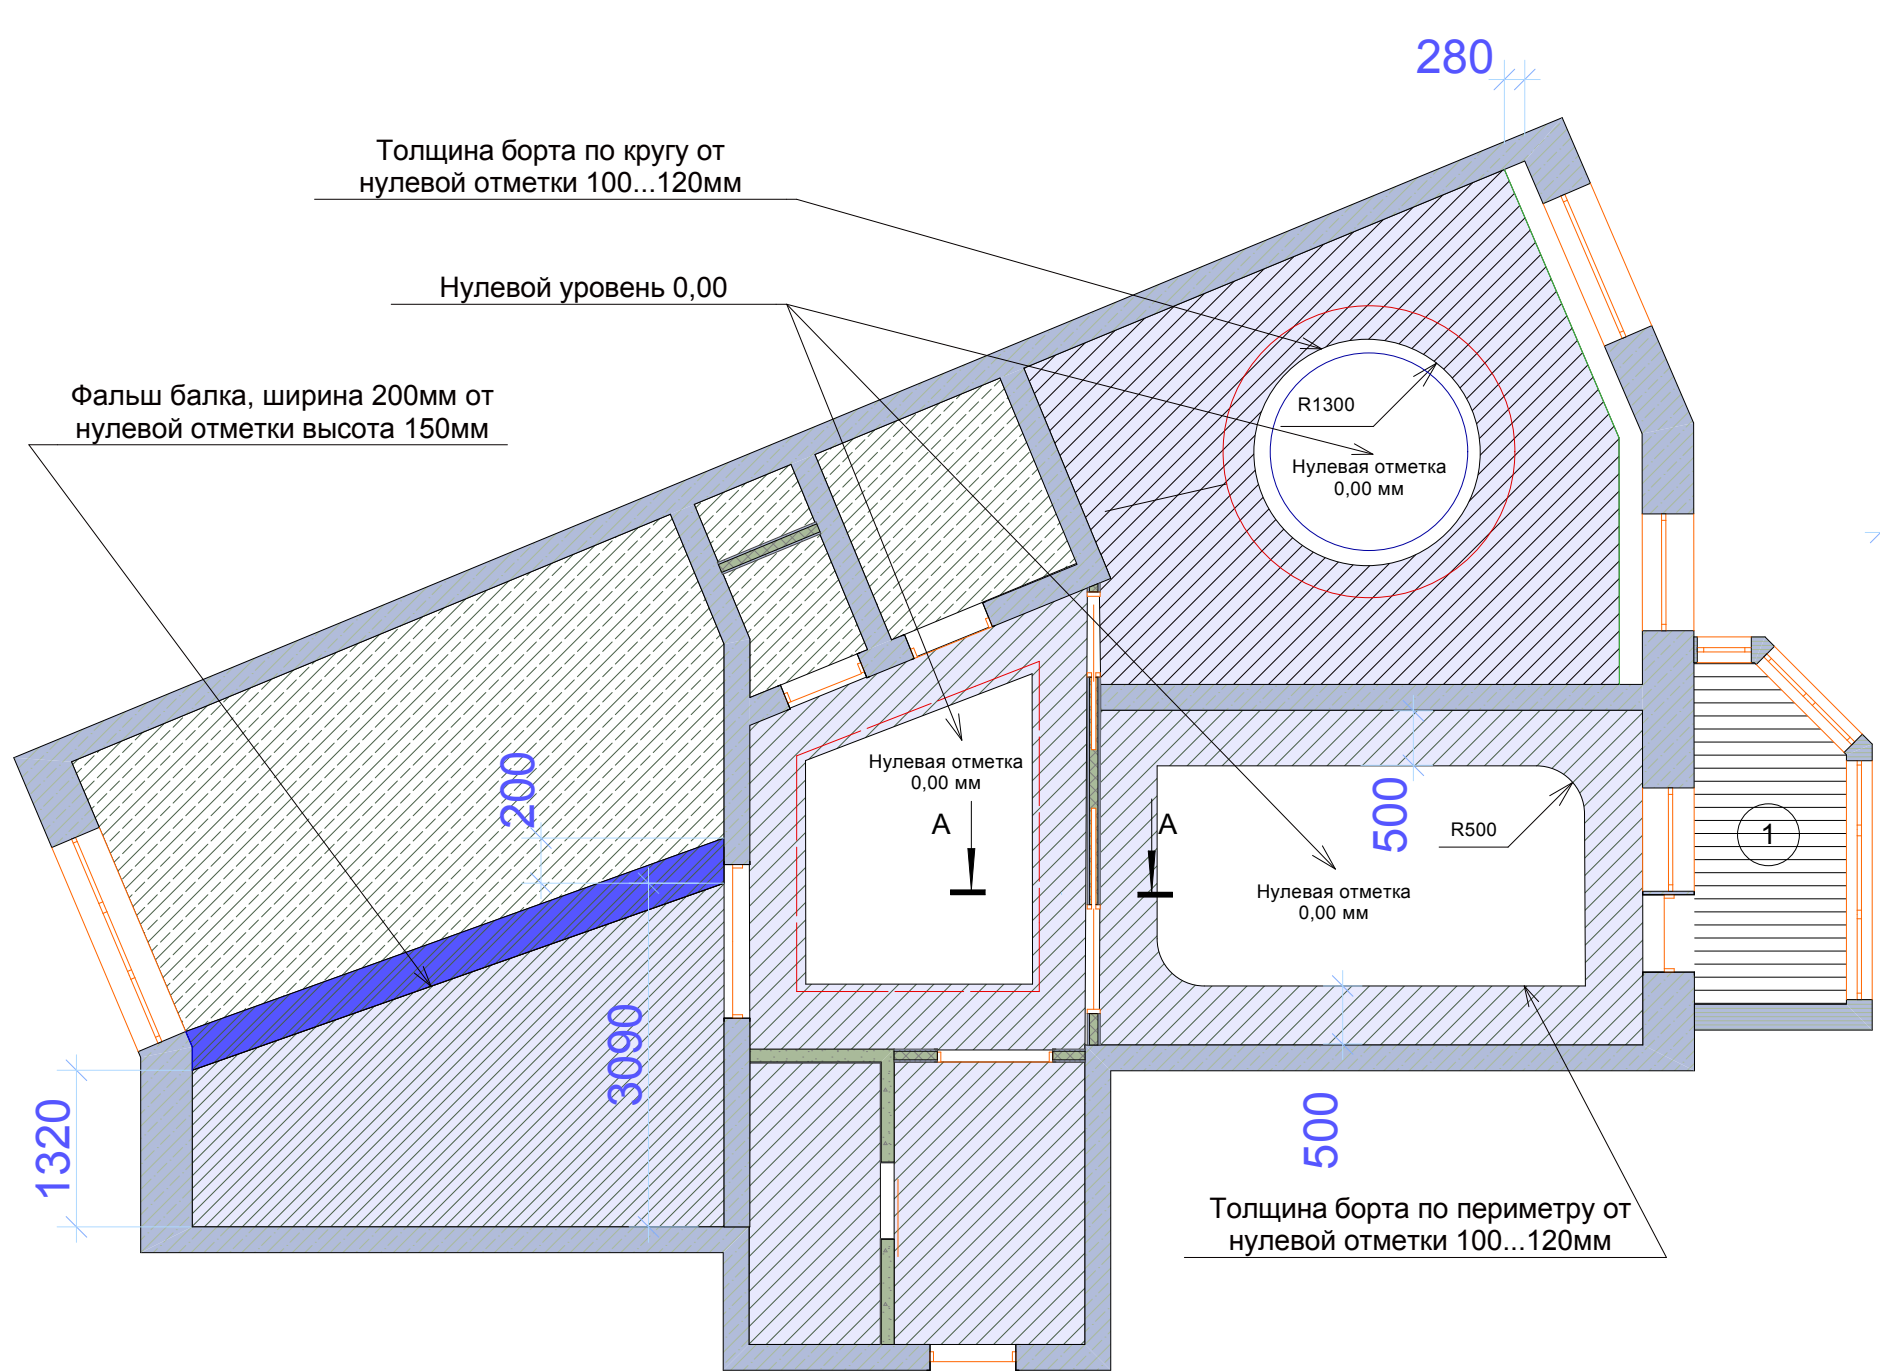 280
Толщина борта по кругу от
нулевой отметки 100...120мм
Нулевой уровень 0,00
Фальш балка, ширина 200мм от
нулевой отметки высота 150мм
R1300
Нулевая отметка
0,00 мм
Нулевая отметка
0,00 мм
200
500
A
A
R500
1
Нулевая отметка
0,00 мм
3090
1320
500
Толщина борта по периметру от
нулевой отметки 100...120мм